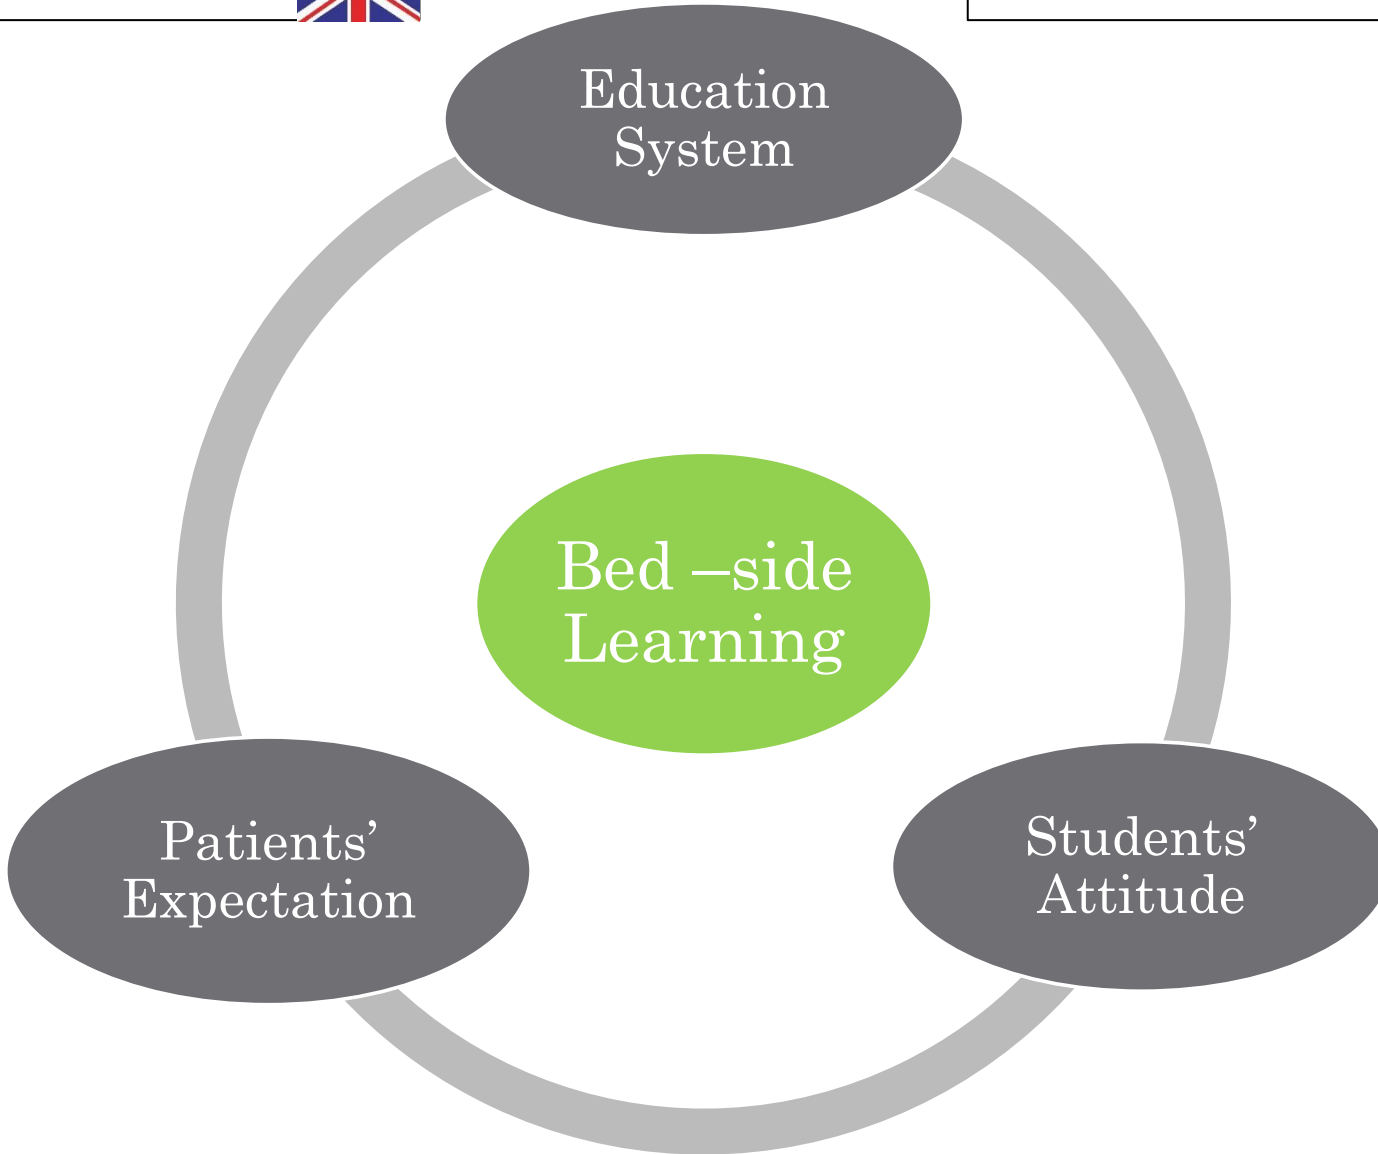 Education
System
Bed –side
Learning
Patients’
Expectation
Students’
Attitude